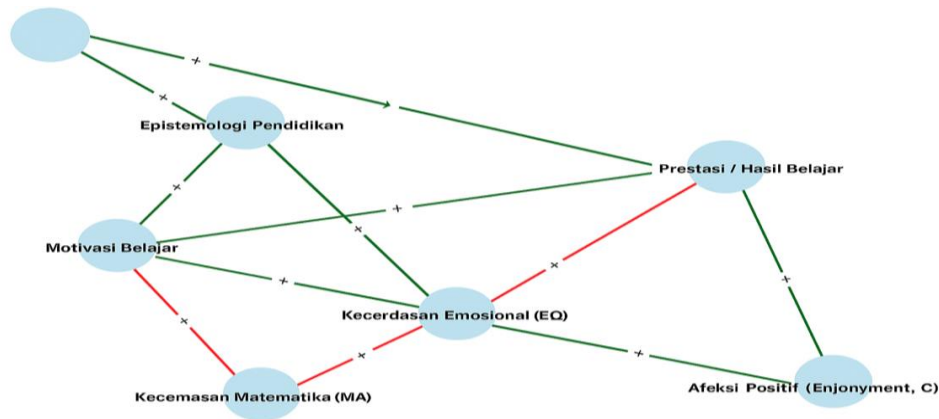 +
+
Epistemologi Pendidikan
Prestasi / Hasil Belajar
+
+
+
Motivasi Belajar
+
+
+
Kecerdasan Emosional (EQ)
+
+
+
Afeksi Positif (Enjonyment, C)
Kecemasan Matematika (MA)